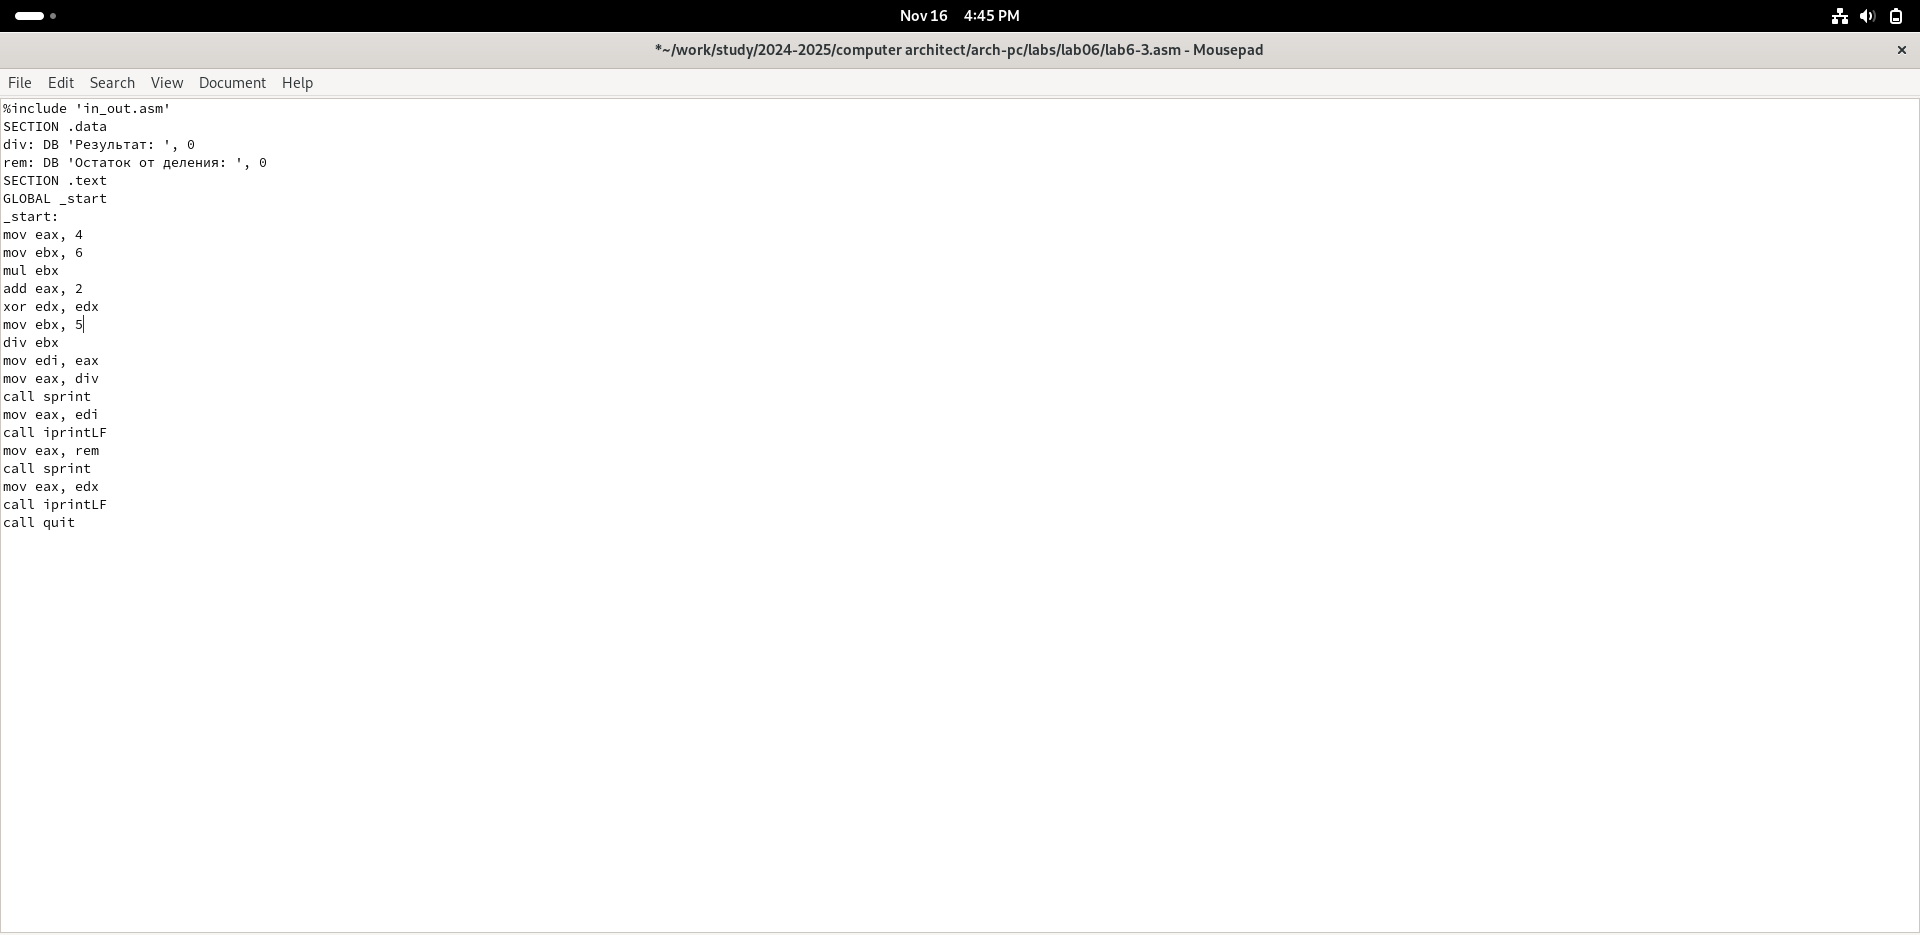 Nov 16 4:45 PM
*~/work/study/2024-2025/computer architect/arch-pc/labs/lab06/lab6-3.asm - Mousepad
File Edit Search View Document Help
%include 'in_out.asm'
SECTION .data
div: DB 'Результат: ', 0
rem: DB 'Остаток от деления: ', 0
SECTION .text
GLOBAL _start
_start:
mov eax, 4
mov ebx, 6
mul ebx
add eax, 2
xor edx, edx
mov ebx, 5
div ebx
mov edi, eax
mov eax, div
call sprint
mov eax, edi
call iprintLF
mov eax, rem
call sprint
mov eax, edx
call iprintLF
call quit